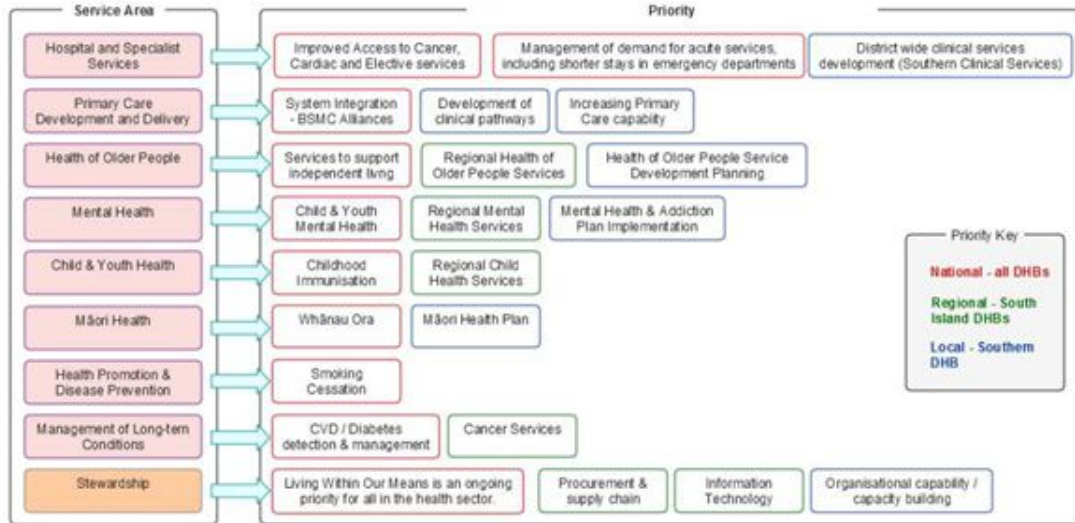 Service Area
Priority
Hospital and Specialist
Services
Improved Access to Cancer,
Cardiac and Elective services
Management of demand for acute services,
including shorter stays in emergency departments
District wide clinical services
development (Southern Clinical Services)
Primary Care
Development and Delivery
System Integration
- BSMC Alliances
Development of
clinical pathways
Increasing Primary
Care capability
Health of Older People
Services to support
independent living
Regional Health of
Older People Services
Health of Older People Service
Development Planning
Mental Health
Child & Youth
Mental Health
Regional Mental
Health Services
Mental Health & Addiction
Plan Implementation
Child & Youth Health
Childhood
Immunisation
Regional Child
Health Services
Māori Health
Whānau Ora
Māori Health Plan
Health Promotion &
Disease Prevention
Smoking
Cessation
Management of Long-term
Conditions
CVD / Diabetes
detection & management
Cancer Services
Stewardship
Living Within Our Means is an ongoing
priority for all in the health sector.
Procurement &
supply chain
Information
Technology
Organisational capability /
capacity building
Priority Key
National - all DHBs
Regional - South
Island DHBs
Local - Southern
DHB